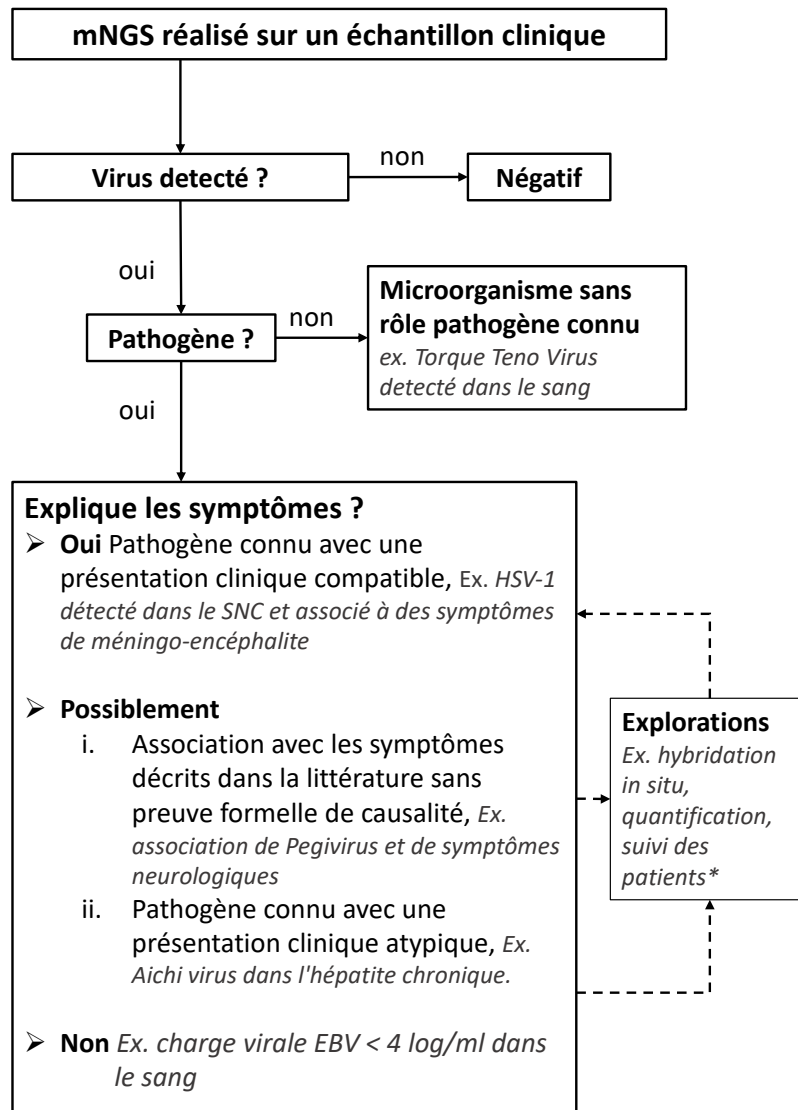 mNGS réalisé sur un échantillon clinique
Virus detecté ?
non
Négatif
oui
Pathogène ?
non
Microorganisme sans
rôle pathogène connu
ex. Torque Teno Virus
detecté dans le sang
oui
Explique les symptômes ?
➢ Oui Pathogène connu avec une
présentation clinique compatible, Ex. HSV-1
détecté dans le SNC et associé à des symptômes
de méningo-encéphalite
➢ Possiblement
i. Association avec les symptômes
décrits dans la littérature sans
preuve formelle de causalité, Ex.
association de Pegivirus et de symptômes
neurologiques
ii. Pathogène connu avec une
présentation clinique atypique, Ex.
Aichi virus dans l'hépatite chronique.
➢ Non Ex. charge virale EBV < 4 log/ml dans
le sang
Explorations
Ex. hybridation
in situ,
quantification,
suivi des
patients*